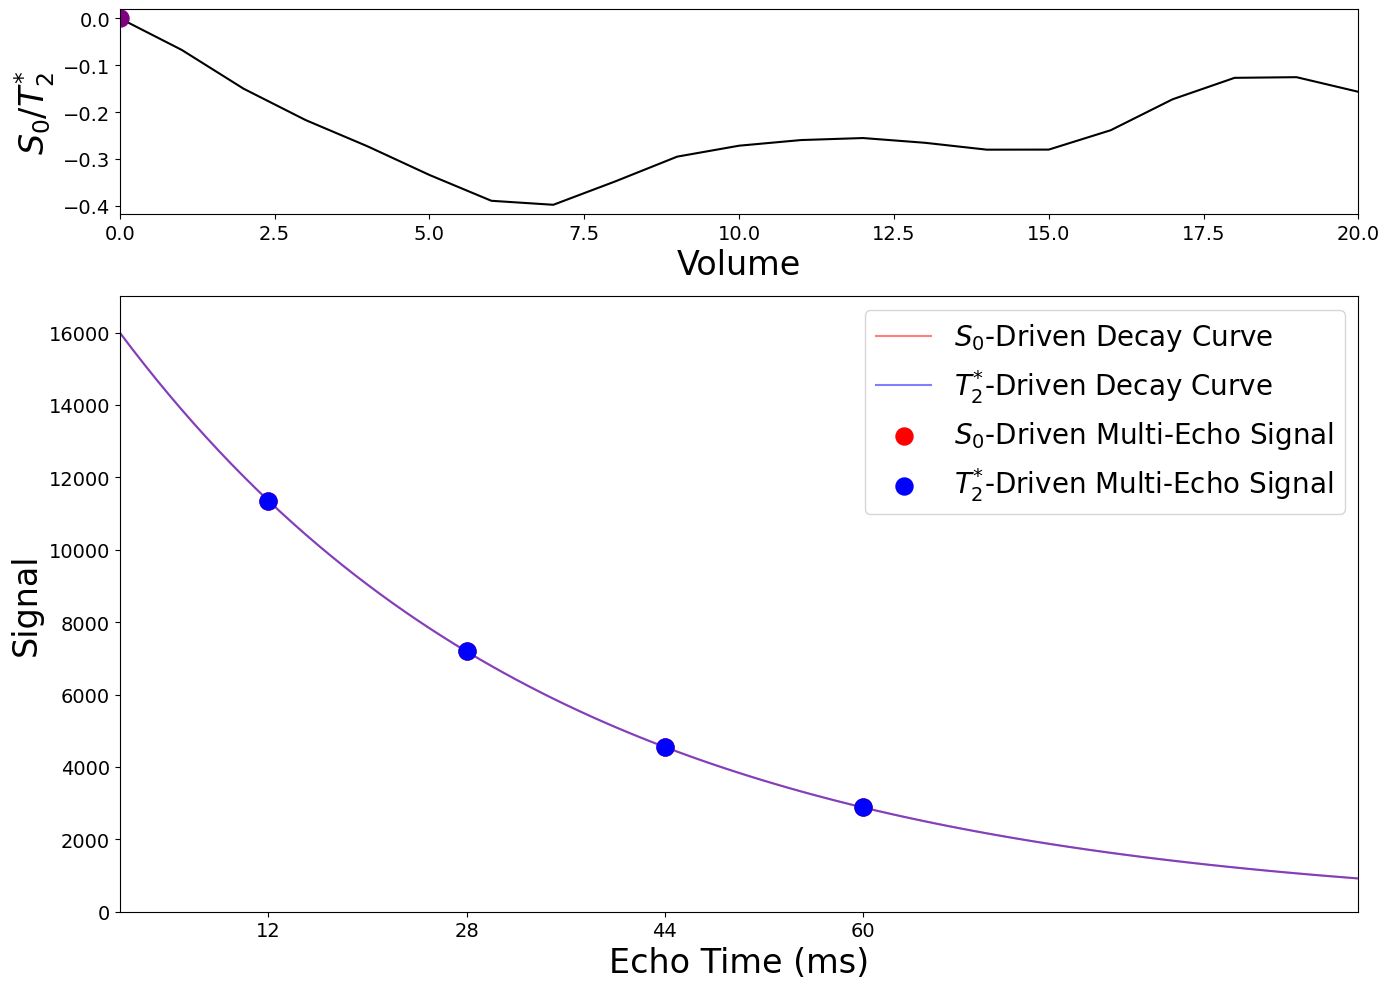 S₀/T₂*
0.0
−0.1
−0.2
−0.3
−0.4
0.0 2.5 5.0 7.5 10.0 12.5 15.0 17.5 20.0
Volume
Signal
16000
14000
12000
10000
8000
6000
4000
2000
0
S₀-Driven Decay Curve
T₂*-Driven Decay Curve
S₀-Driven Multi-Echo Signal
T₂*-Driven Multi-Echo Signal
12 28 44 60
Echo Time (ms)